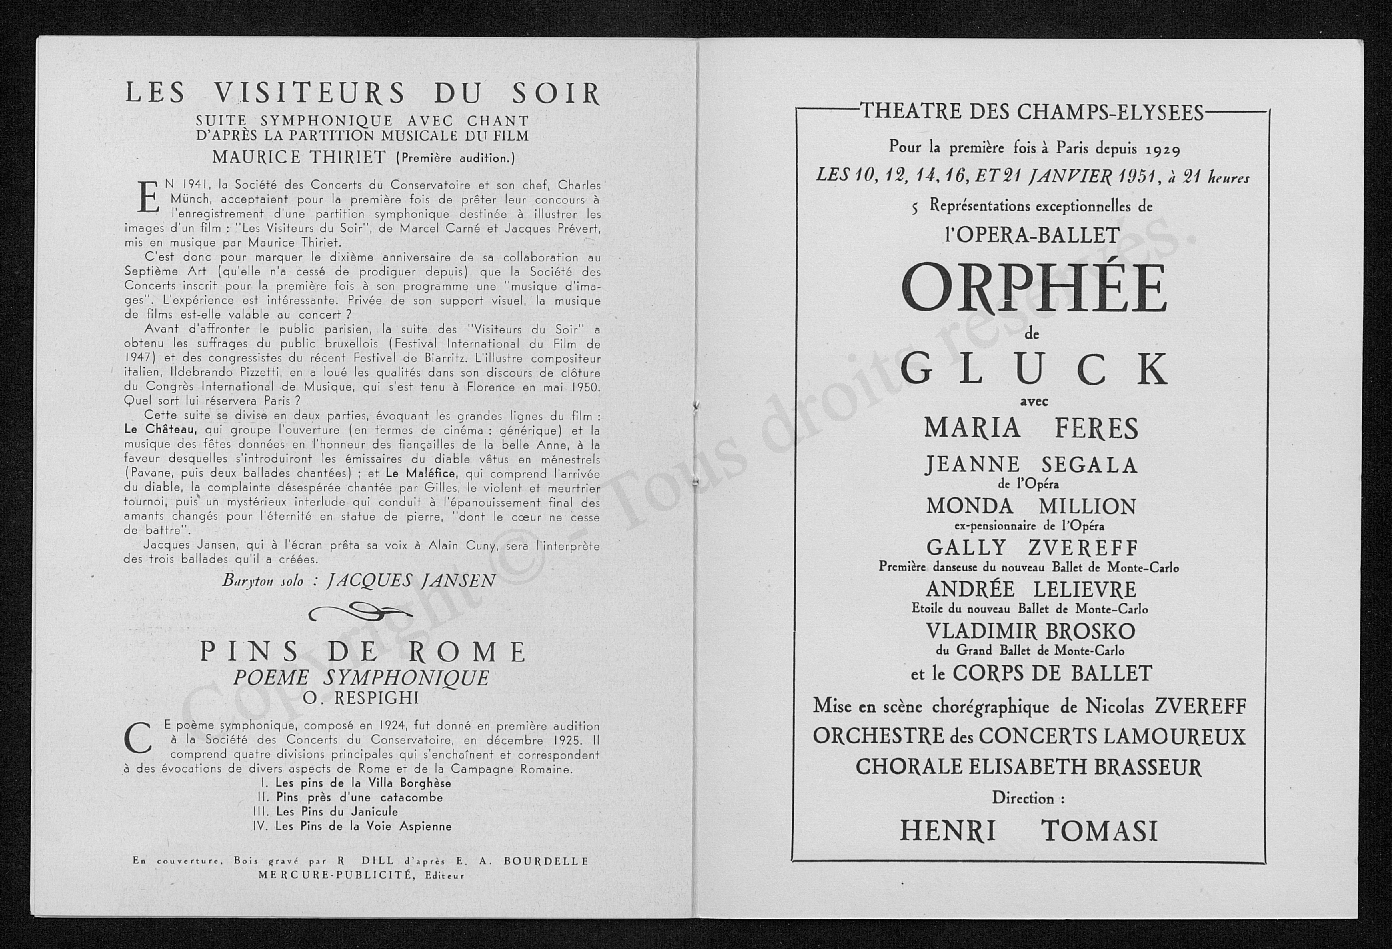 LES VISITEURS DU SOIR
SUITE SYMPHONIQUE AVEC CHANT
D'APRÈS LA PARTITION MUSICALE DU FILM
MAURICE THIRIET (Première audition.)
EN 1941, la Société des Concerts du Conservatoire et son chef, Charles
Münch, acceptaient pour la première fois de prêter leur concours à
l'enregistrement d'une partition symphonique destinée à illustrer les
images d'un film : "Les Visiteurs du Soir", de Marcel Carné et Jacques Prévert,
mis en musique par Maurice Thiriet.
C'est donc pour marquer le dixième anniversaire de sa collaboration au
Septième Art (qu'elle n'a cessé de prodiguer depuis) que la Société des
Concerts inscrit pour la première fois à son programme une "musique d'ima-
ges". L'expérience est intéressante. Privée de son support visuel, la musique
de films est-elle valable au concert ?
Avant d'affronter le public parisien, la suite des "Visiteurs du Soir" a
obtenu les suffrages du public bruxellois (Festival International du Film de
1947) et des congressistes du récent Festival de Biarritz. L'illustre compositeur
italien, Ildebrando Pizzetti, en a loué les qualités dans son discours de clôture
du Congrès International de Musique, qui s'est tenu à Florence en mai 1950.
Quel sort lui réservera Paris ?
Cette suite se divise en deux parties, évoquant les grandes lignes du film :
Le Château, qui groupe l'ouverture (en termes de cinéma : générique) et la
musique des fêtes données en l'honneur des fiançailles de la belle Anne, à la
faveur desquelles s'introduiront les émissaires du diable vêtus en ménestrels
(Pavane, puis deux ballades chantées) ; et Le Maléfice, qui comprend l'arrivée
du diable, la complainte désespérée chantée par Gilles, le violent et meurtrier
tournoi, puis un mystérieux interlude qui conduit à l'épanouissement final des
amants changés pour l'éternité en statue de pierre, "dont le cœur ne cesse
de battre".
Jacques Jansen, qui à l'écran prêta sa voix à Alain Cuny, sera l'interprète
des trois ballades qu'il a créées.
Baryton solo : JACQUES JANSEN
PINS DE ROME
POEME SYMPHONIQUE
O. RESPIGHI
CE poème symphonique, composé en 1924, fut donné en première audition
à la Société des Concerts du Conservatoire, en décembre 1925. Il
comprend quatre divisions principales qui s'enchaînent et correspondent
à des évocations de divers aspects de Rome et de la Campagne Romaine.
I. Les pins de la Villa Borghèse
II. Pins près d'une catacombe
III. Les Pins du Janicule
IV. Les Pins de la Voie Aspienne
En couverture, Bois gravé par R DILL d'après E. A. BOURDELLE
MERCURE-PUBLICITÉ, Editeur
THEATRE DES CHAMPS-ELYSEES
Pour la première fois à Paris depuis 1929
LES 10, 12, 14, 16, ET 21 JANVIER 1951, à 21 heures
5 Représentations exceptionnelles de
l'OPERA-BALLET
ORPHÉE
de
GLUCK
avec
MARIA FERES
JEANNE SEGALA
de l'Opéra
MONDA MILLION
ex-pensionnaire de l'Opéra
GALLY ZVEREFF
Première danseuse du nouveau Ballet de Monte-Carlo
ANDRÉE LELIEVRE
Etoile du nouveau Ballet de Monte-Carlo
VLADIMIR BROSKO
du Grand Ballet de Monte-Carlo
et le CORPS DE BALLET
Mise en scène chorégraphique de Nicolas ZVEREFF
ORCHESTRE des CONCERTS LAMOUREUX
CHORALE ELISABETH BRASSEUR
Direction :
HENRI TOMASI
Copyright © - Tous droits réservés.